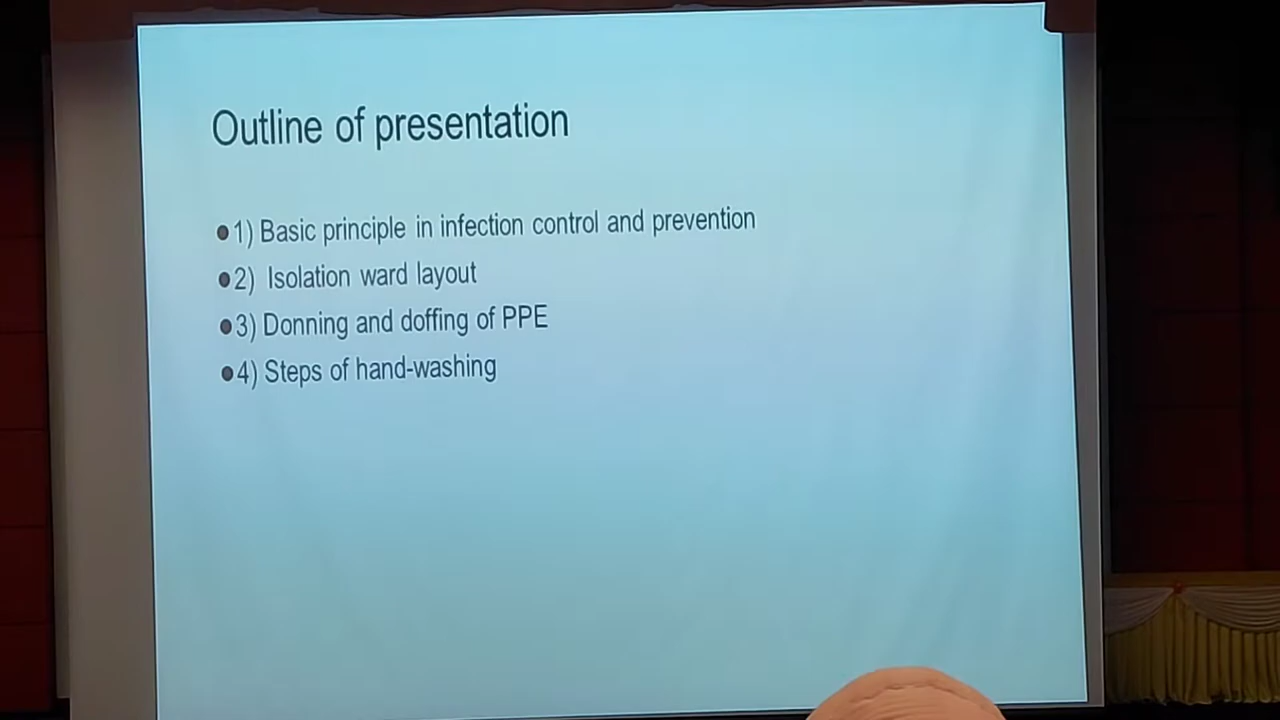 Outline of presentation
●1) Basic principle in infection control and prevention
●2) Isolation ward layout
●3) Donning and doffing of PPE
●4) Steps of hand-washing